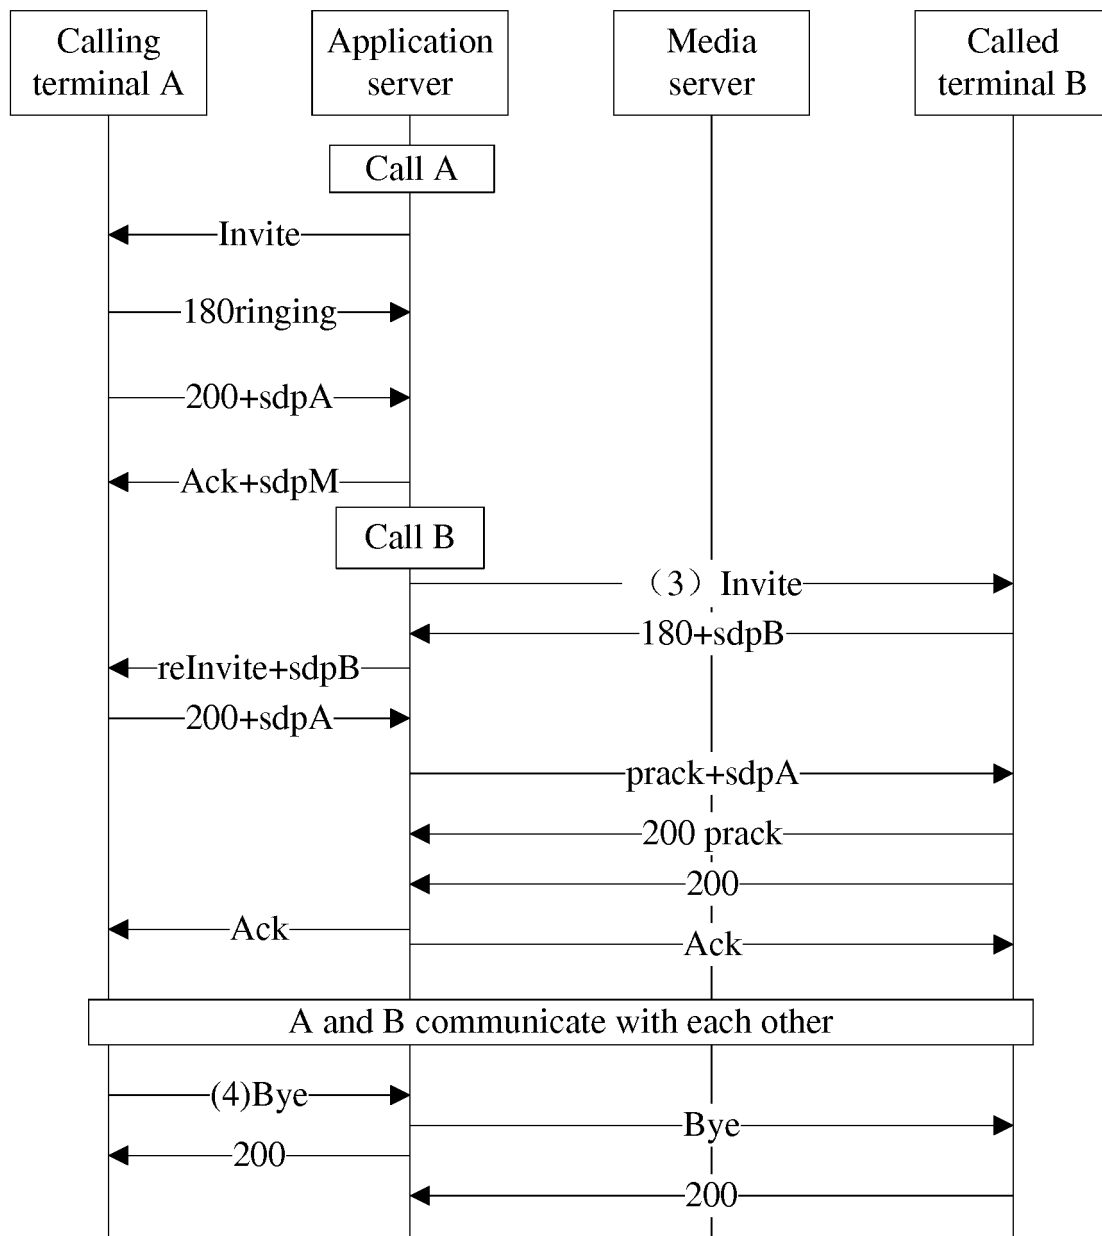 Calling
terminal A
Application
server
Media
server
Called
terminal B
Call A
Invite
180ringing
200+sdpA
Ack+sdpM
Call B
（3）Invite
180+sdpB
reInvite+sdpB
200+sdpA
prack+sdpA
200 prack
200
Ack
Ack
A and B communicate with each other
(4)Bye
Bye
200
200